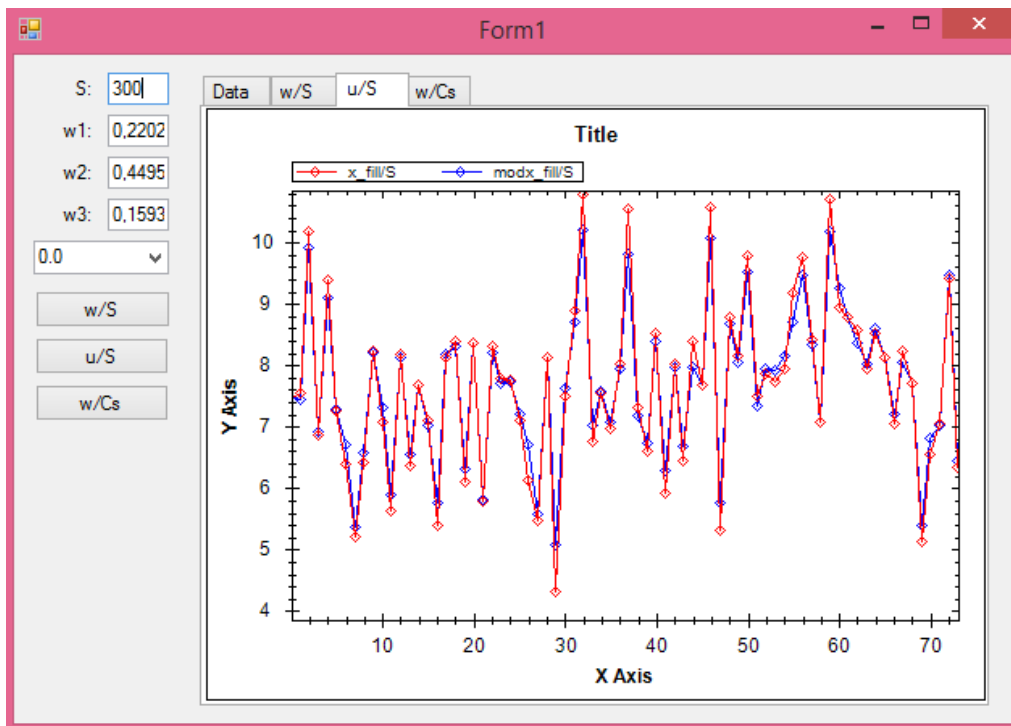 Form1
S: 300
w1: 0,2202
w2: 0,4495
w3: 0,1593
0.0
w/S
u/S
w/Cs
Data w/S u/S w/Cs
Title
x_fill/S modx_fill/S
Y Axis
10
9
8
7
6
5
4
10 20 30 40 50 60 70
X Axis